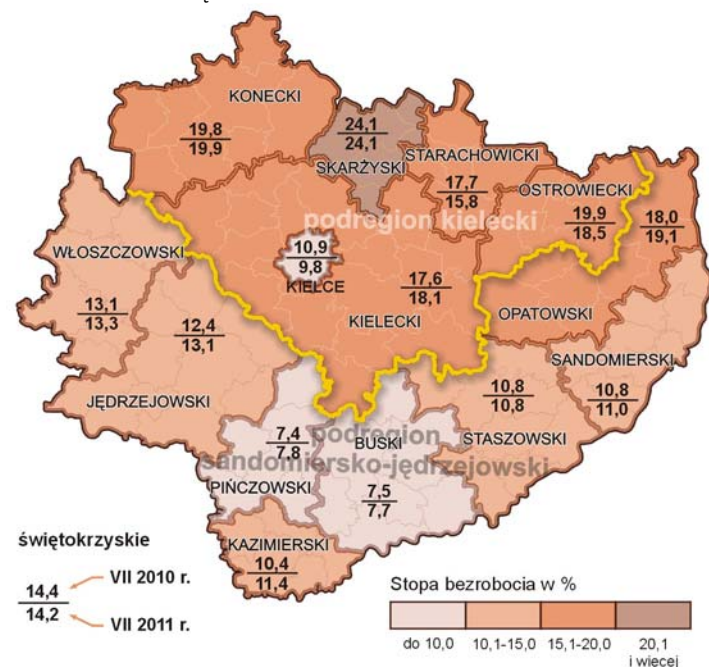 KONECKI
19,8
19,9
24,1
24,1
SKARŻYSKI
STARACHOWICKI
17,7
15,8
OSTROWIECKI
19,9
18,5
18,0
19,1
podregion kielecki
WŁOSZCZOWSKI
13,1
13,3
10,9
9,8
KIELCE
17,6
18,1
KIELECKI
OPATOWSKI
12,4
13,1
JĘDRZEJOWSKI
SANDOMIERSKI
10,8
11,0
10,8
10,8
STASZOWSKI
7,4
7,8
PIŃCZOWSKI
BUSKI
podregion
sandomiersko-jędrzejowski
7,5
7,7
KAZIMIERSKI
10,4
11,4
świętokrzyskie
14,4
VII 2010 r.
14,2
VII 2011 r.
Stopa bezrobocia w %
do 10,0
10,1-15,0
15,1-20,0
20,1
i więcej